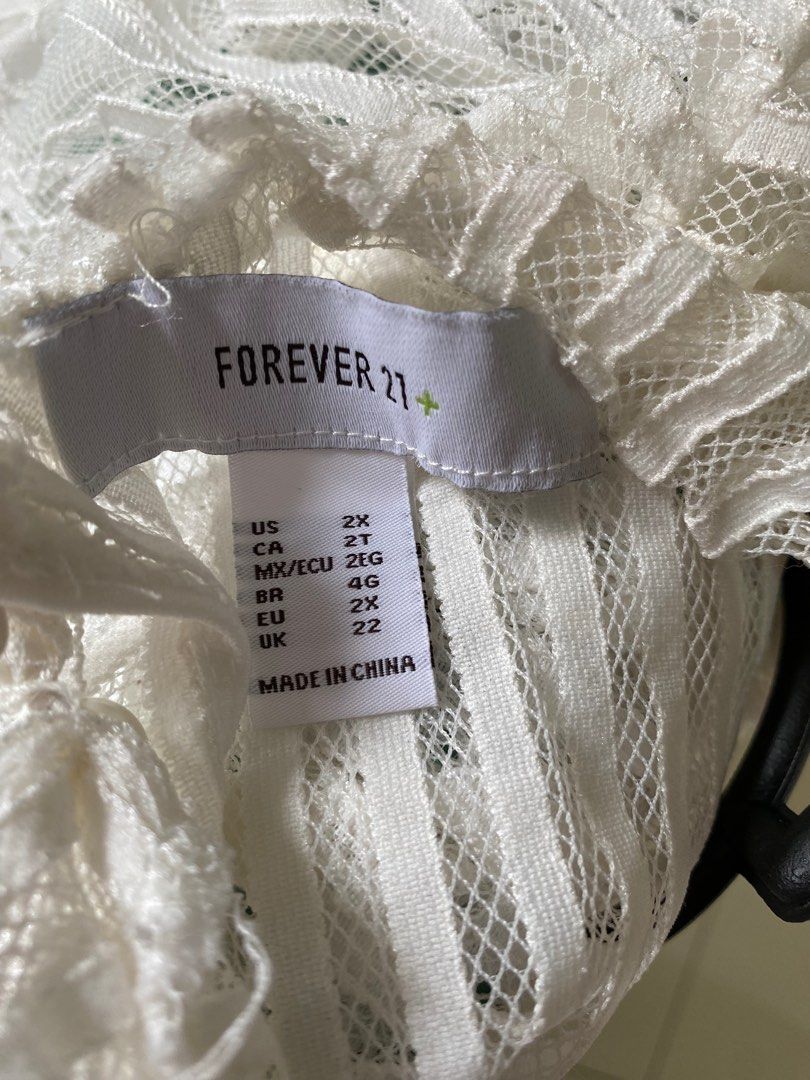 FOREVER 21+
US 2X
CA 2T
MX/ECU 2EG
BR 4G
EU 2X
UK 22
MADE IN CHINA